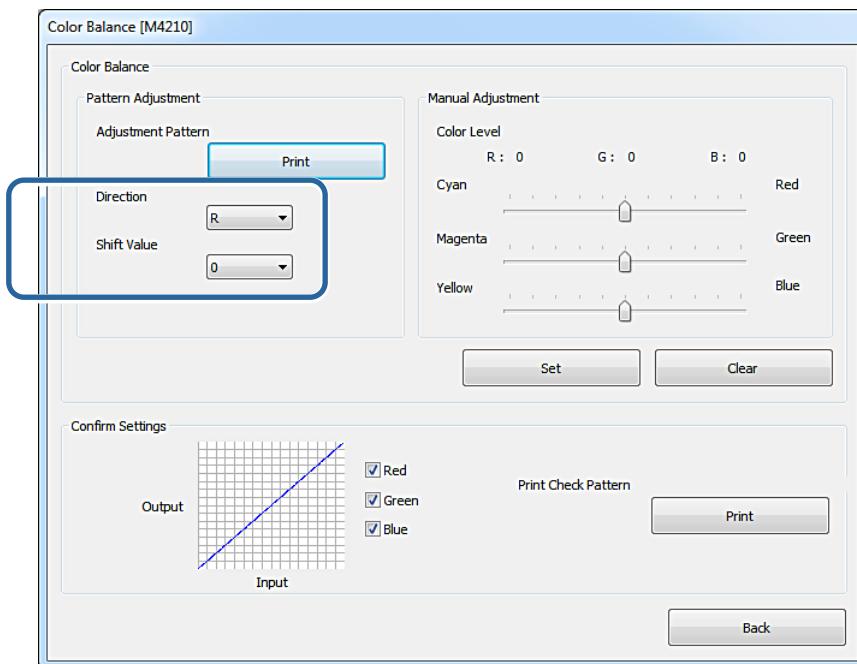 Color Balance [M4210]
Color Balance
Pattern Adjustment
Adjustment Pattern
Print
Direction
R
Shift Value
0
Manual Adjustment
Color Level
R : 0 G : 0 B : 0
Cyan Red
Magenta Green
Yellow Blue
Set Clear
Confirm Settings
Output
Input
Red
Green
Blue
Print Check Pattern
Print
Back